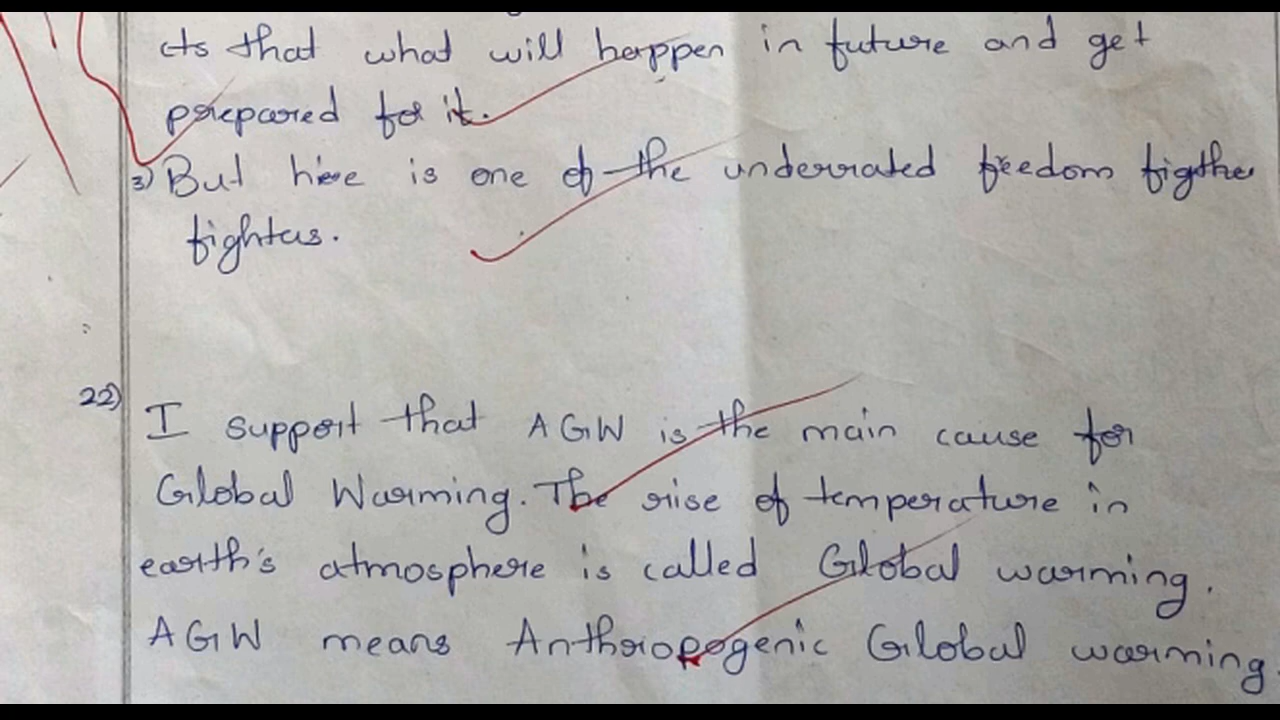 cts that what will happen in future and get
prepared for it.
3) But here is one of the underrated freedom figthe
fighters.
22) I support that AGW is the main cause for
Global Warming. The rise of temperature in
earth's atmosphere is called Global warming.
AGW means Anthropogenic Global warming.